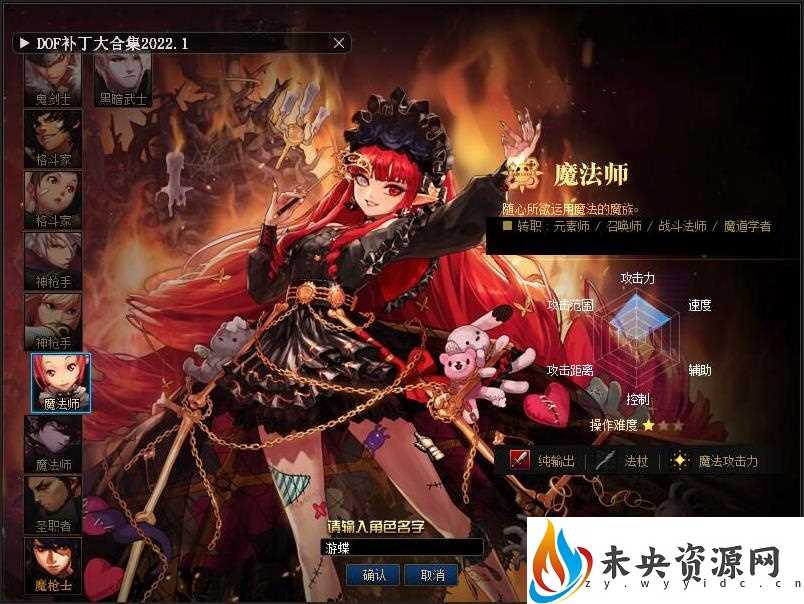 DOF补丁大合集2022.1
鬼剑士
黑暗武士
格斗家
格斗家
神枪手
神枪手
魔法师
魔法师
圣职者
魔枪士
魔法师
随心所欲运用魔法的魔族。
转职：元素师 / 召唤师 / 战斗法师 / 魔道学者
攻击力
攻击范围
速度
攻击距离
辅助
控制
操作难度
纯输出
法杖
魔法攻击力
请输入角色名字
游蝶
确认
取消
未央资源网
zy.wyyidc.cn